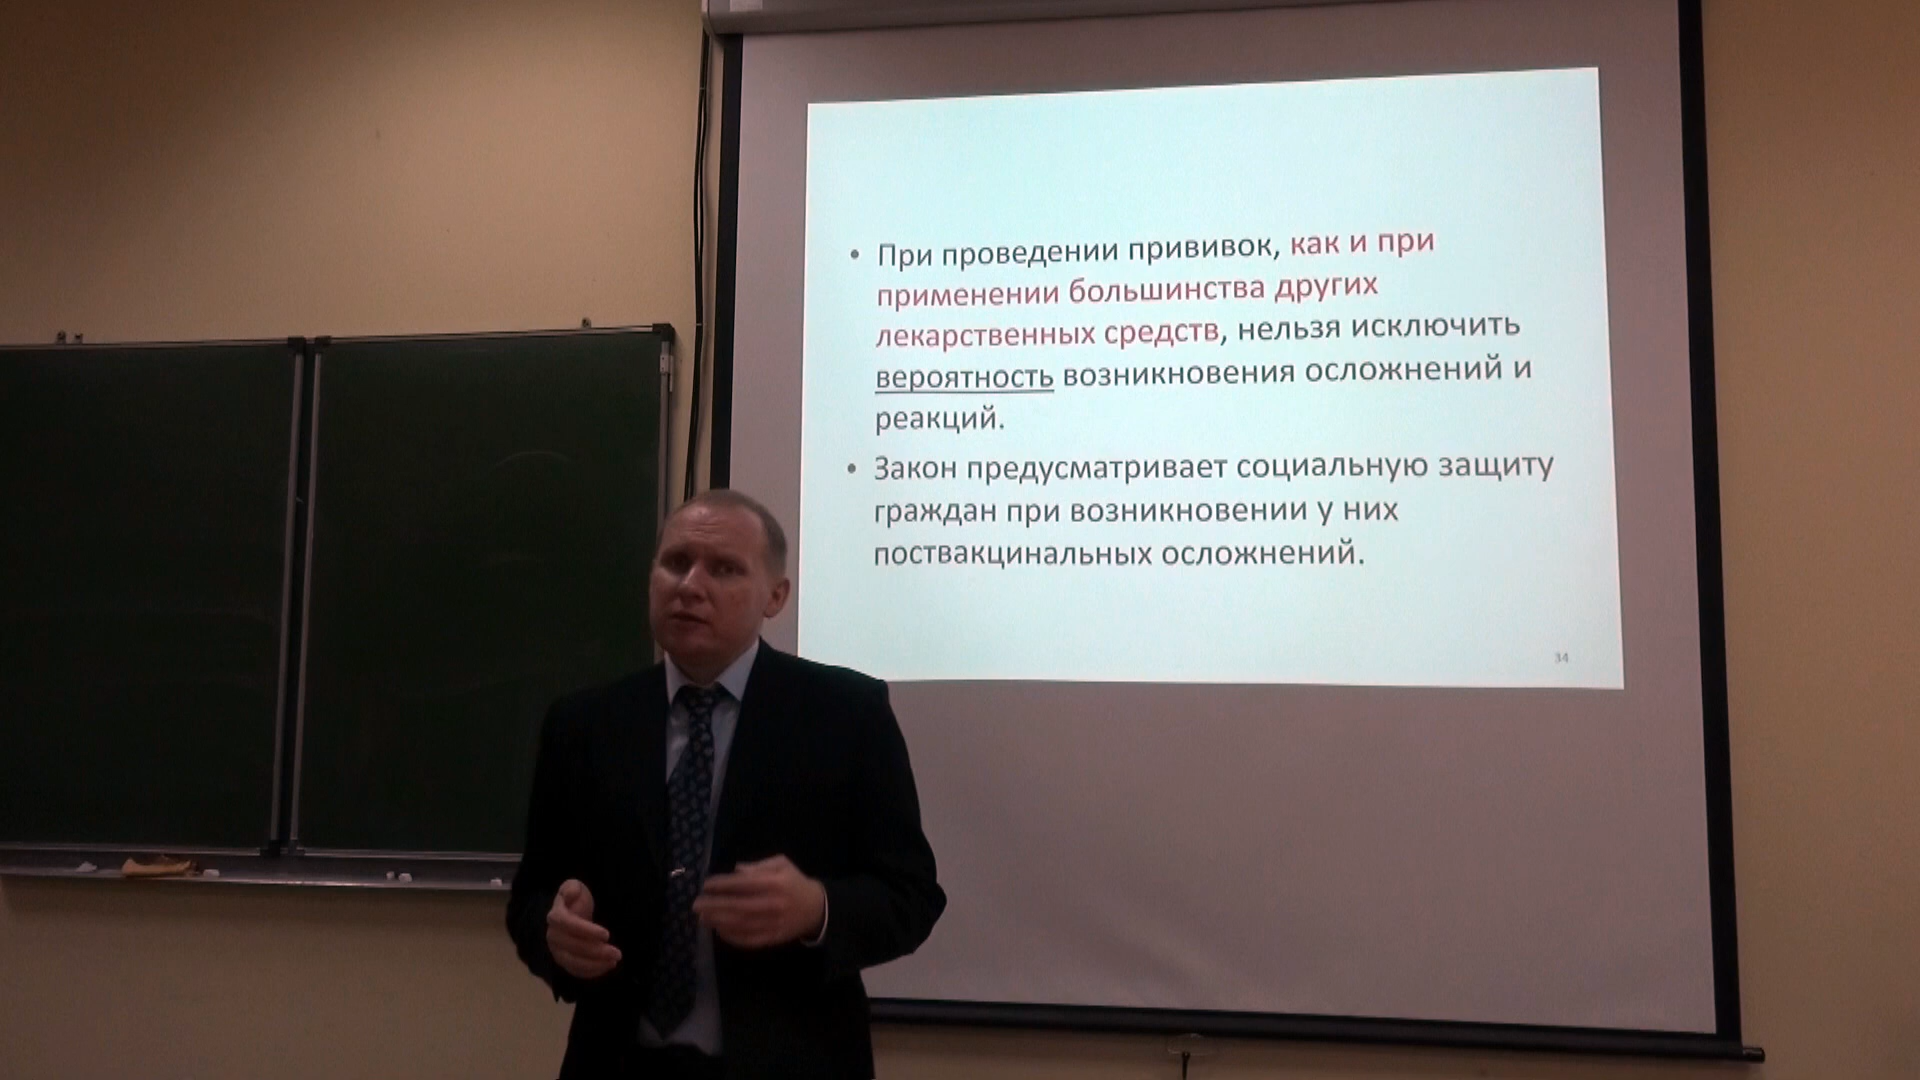 • При проведении прививок, как и при
применении большинства других
лекарственных средств, нельзя исключить
вероятность возникновения осложнений и
реакций.
• Закон предусматривает социальную защиту
граждан при возникновении у них
поствакцинальных осложнений.
34